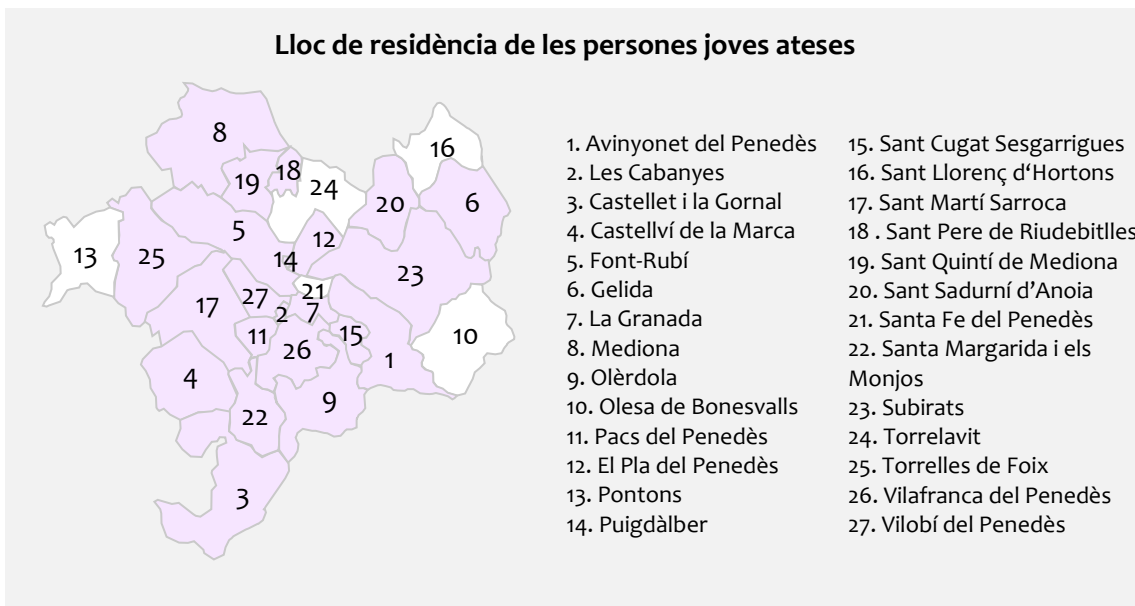 Lloc de residència de les persones joves ateses
8
16
18
19
24
20
6
5
12
13
25
14
23
21
27
17
2
7
15
11
10
26
1
4
9
22
3
1. Avinyonet del Penedès
2. Les Cabanyes
3. Castellet i la Gornal
4. Castellví de la Marca
5. Font-Rubí
6. Gelida
7. La Granada
8. Mediona
9. Olèrdola
10. Olesa de Bonesvalls
11. Pacs del Penedès
12. El Pla del Penedès
13. Pontons
14. Puigdàlber
15. Sant Cugat Sesgarrigues
16. Sant Llorenç d‘Hortons
17. Sant Martí Sarroca
18 . Sant Pere de Riudebitlles
19. Sant Quintí de Mediona
20. Sant Sadurní d’Anoia
21. Santa Fe del Penedès
22. Santa Margarida i els
Monjos
23. Subirats
24. Torrelavit
25. Torrelles de Foix
26. Vilafranca del Penedès
27. Vilobí del Penedès